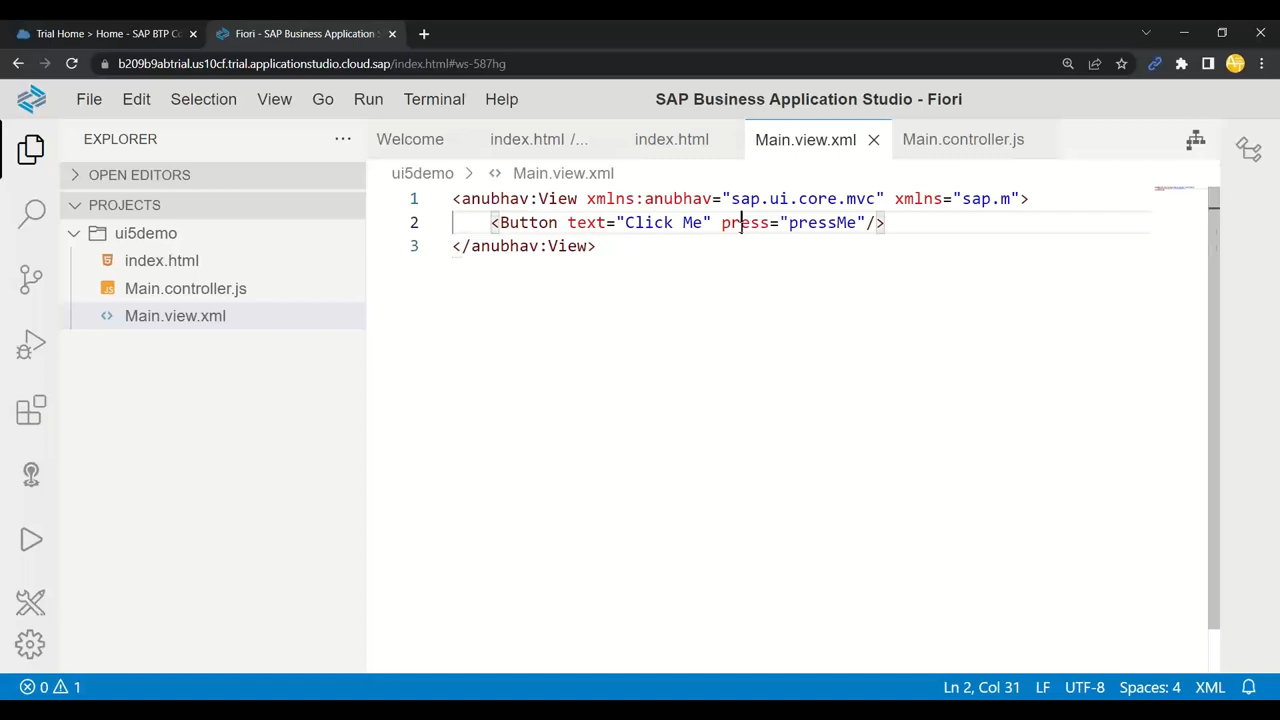 Trial Home > Home - SAP BTP Co
Fiori - SAP Business Application S
b209b9abtrial.us10cf.trial.applicationstudio.cloud.sap/index.html#ws-587hg
File Edit Selection View Go Run Terminal Help
SAP Business Application Studio - Fiori
EXPLORER
Welcome
index.html /...
index.html
Main.view.xml
Main.controller.js
OPEN EDITORS
PROJECTS
ui5demo
index.html
Main.controller.js
Main.view.xml
ui5demo > Main.view.xml
1 <anubhav:View xmlns:anubhav="sap.ui.core.mvc" xmlns="sap.m">
2 <Button text="Click Me" press="pressMe"/>
3 </anubhav:View>
0 1
Ln 2, Col 31 LF UTF-8 Spaces: 4 XML